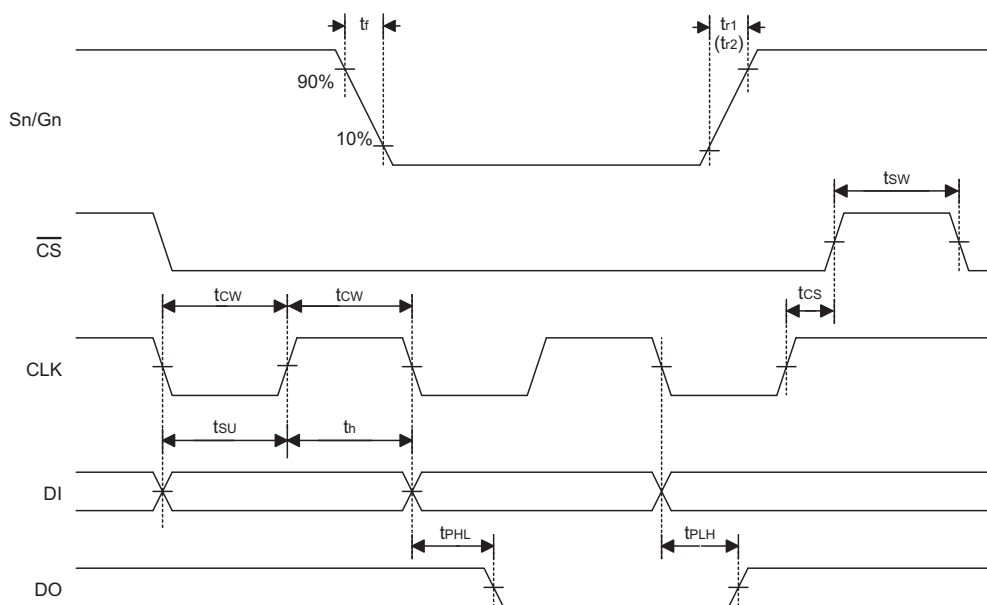 tf
tr1
(tr2)
90%
Sn/Gn
10%
tSW
CS
tCW
tCW
tCS
CLK
tSU
th
DI
tPHL
tPLH
DO